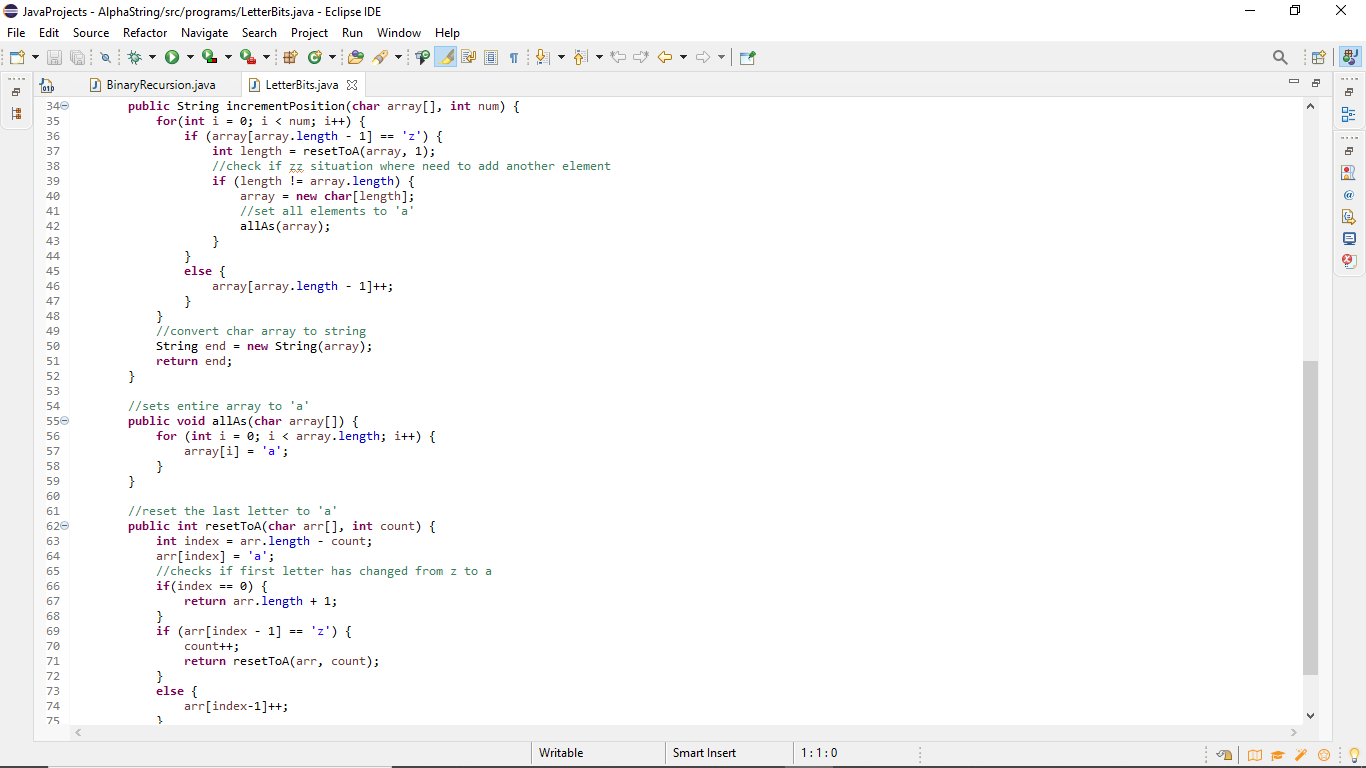 JavaProjects - AlphaString/src/programs/LetterBits.java - Eclipse IDE
File Edit Source Refactor Navigate Search Project Run Window Help
BinaryRecursion.java LetterBits.java
34 public String incrementPosition(char array[], int num) {
35 for(int i = 0; i < num; i++) {
36 if (array[array.length - 1] == 'z') {
37 int length = resetToA(array, 1);
38 //check if zz situation where need to add another element
39 if (length != array.length) {
40 array = new char[length];
41 //set all elements to 'a'
42 allAs(array);
43 }
44 }
45 else {
46 array[array.length - 1]++;
47 }
48 }
49 //convert char array to string
50 String end = new String(array);
51 return end;
52 }
53
54 //sets entire array to 'a'
55 public void allAs(char array[]) {
56 for (int i = 0; i < array.length; i++) {
57 array[i] = 'a';
58 }
59 }
60
61 //reset the last letter to 'a'
62 public int resetToA(char arr[], int count) {
63 int index = arr.length - count;
64 arr[index] = 'a';
65 //checks if first letter has changed from z to a
66 if(index == 0) {
67 return arr.length + 1;
68 }
69 if (arr[index - 1] == 'z') {
70 count++;
71 return resetToA(arr, count);
72 }
73 else {
74 arr[index-1]++;
75 }
Writable Smart Insert 1 : 1 : 0